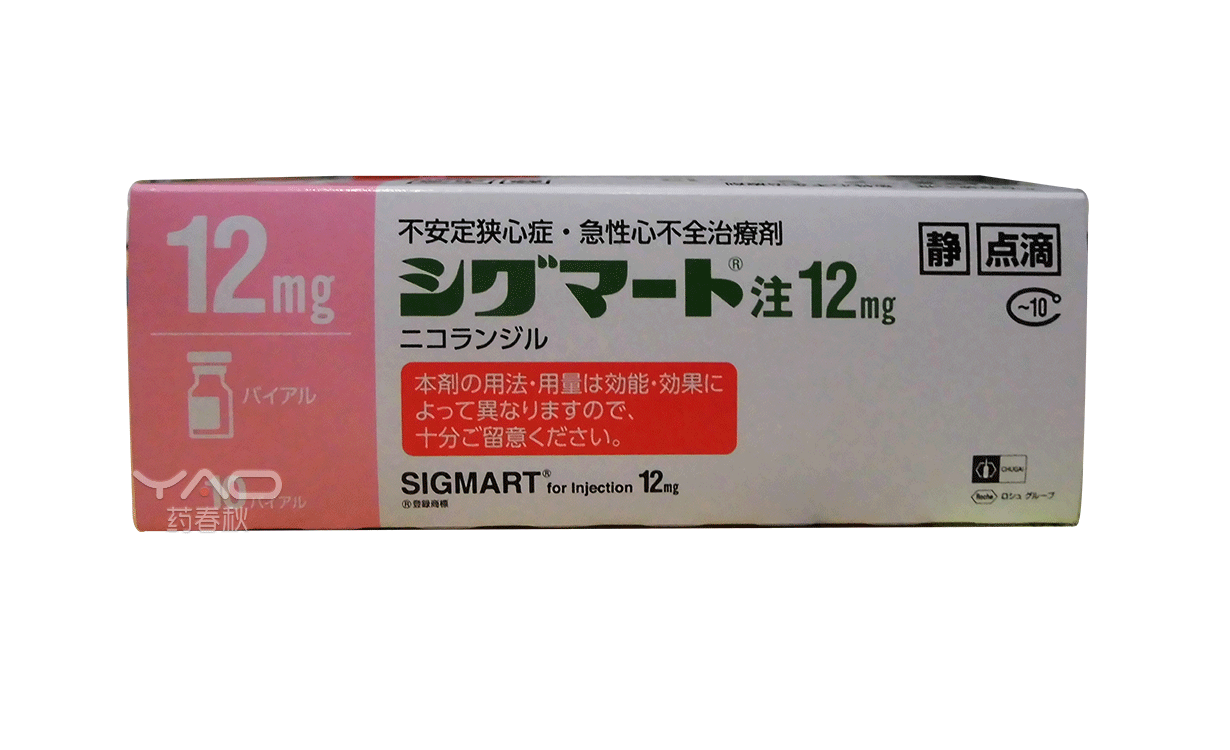 12mg
バイアル
10バイアル
YAO
药春秋
不安定狭心症・急性心不全治療剤
シグマート®注12mg
ニコランジル
本剤の用法・用量は効能・効果に
よって異なりますので、
十分ご留意ください。
SIGMART® for Injection 12mg
®登録商標
静 点滴
~10
CHUGAI
Roche ロシュ グループ